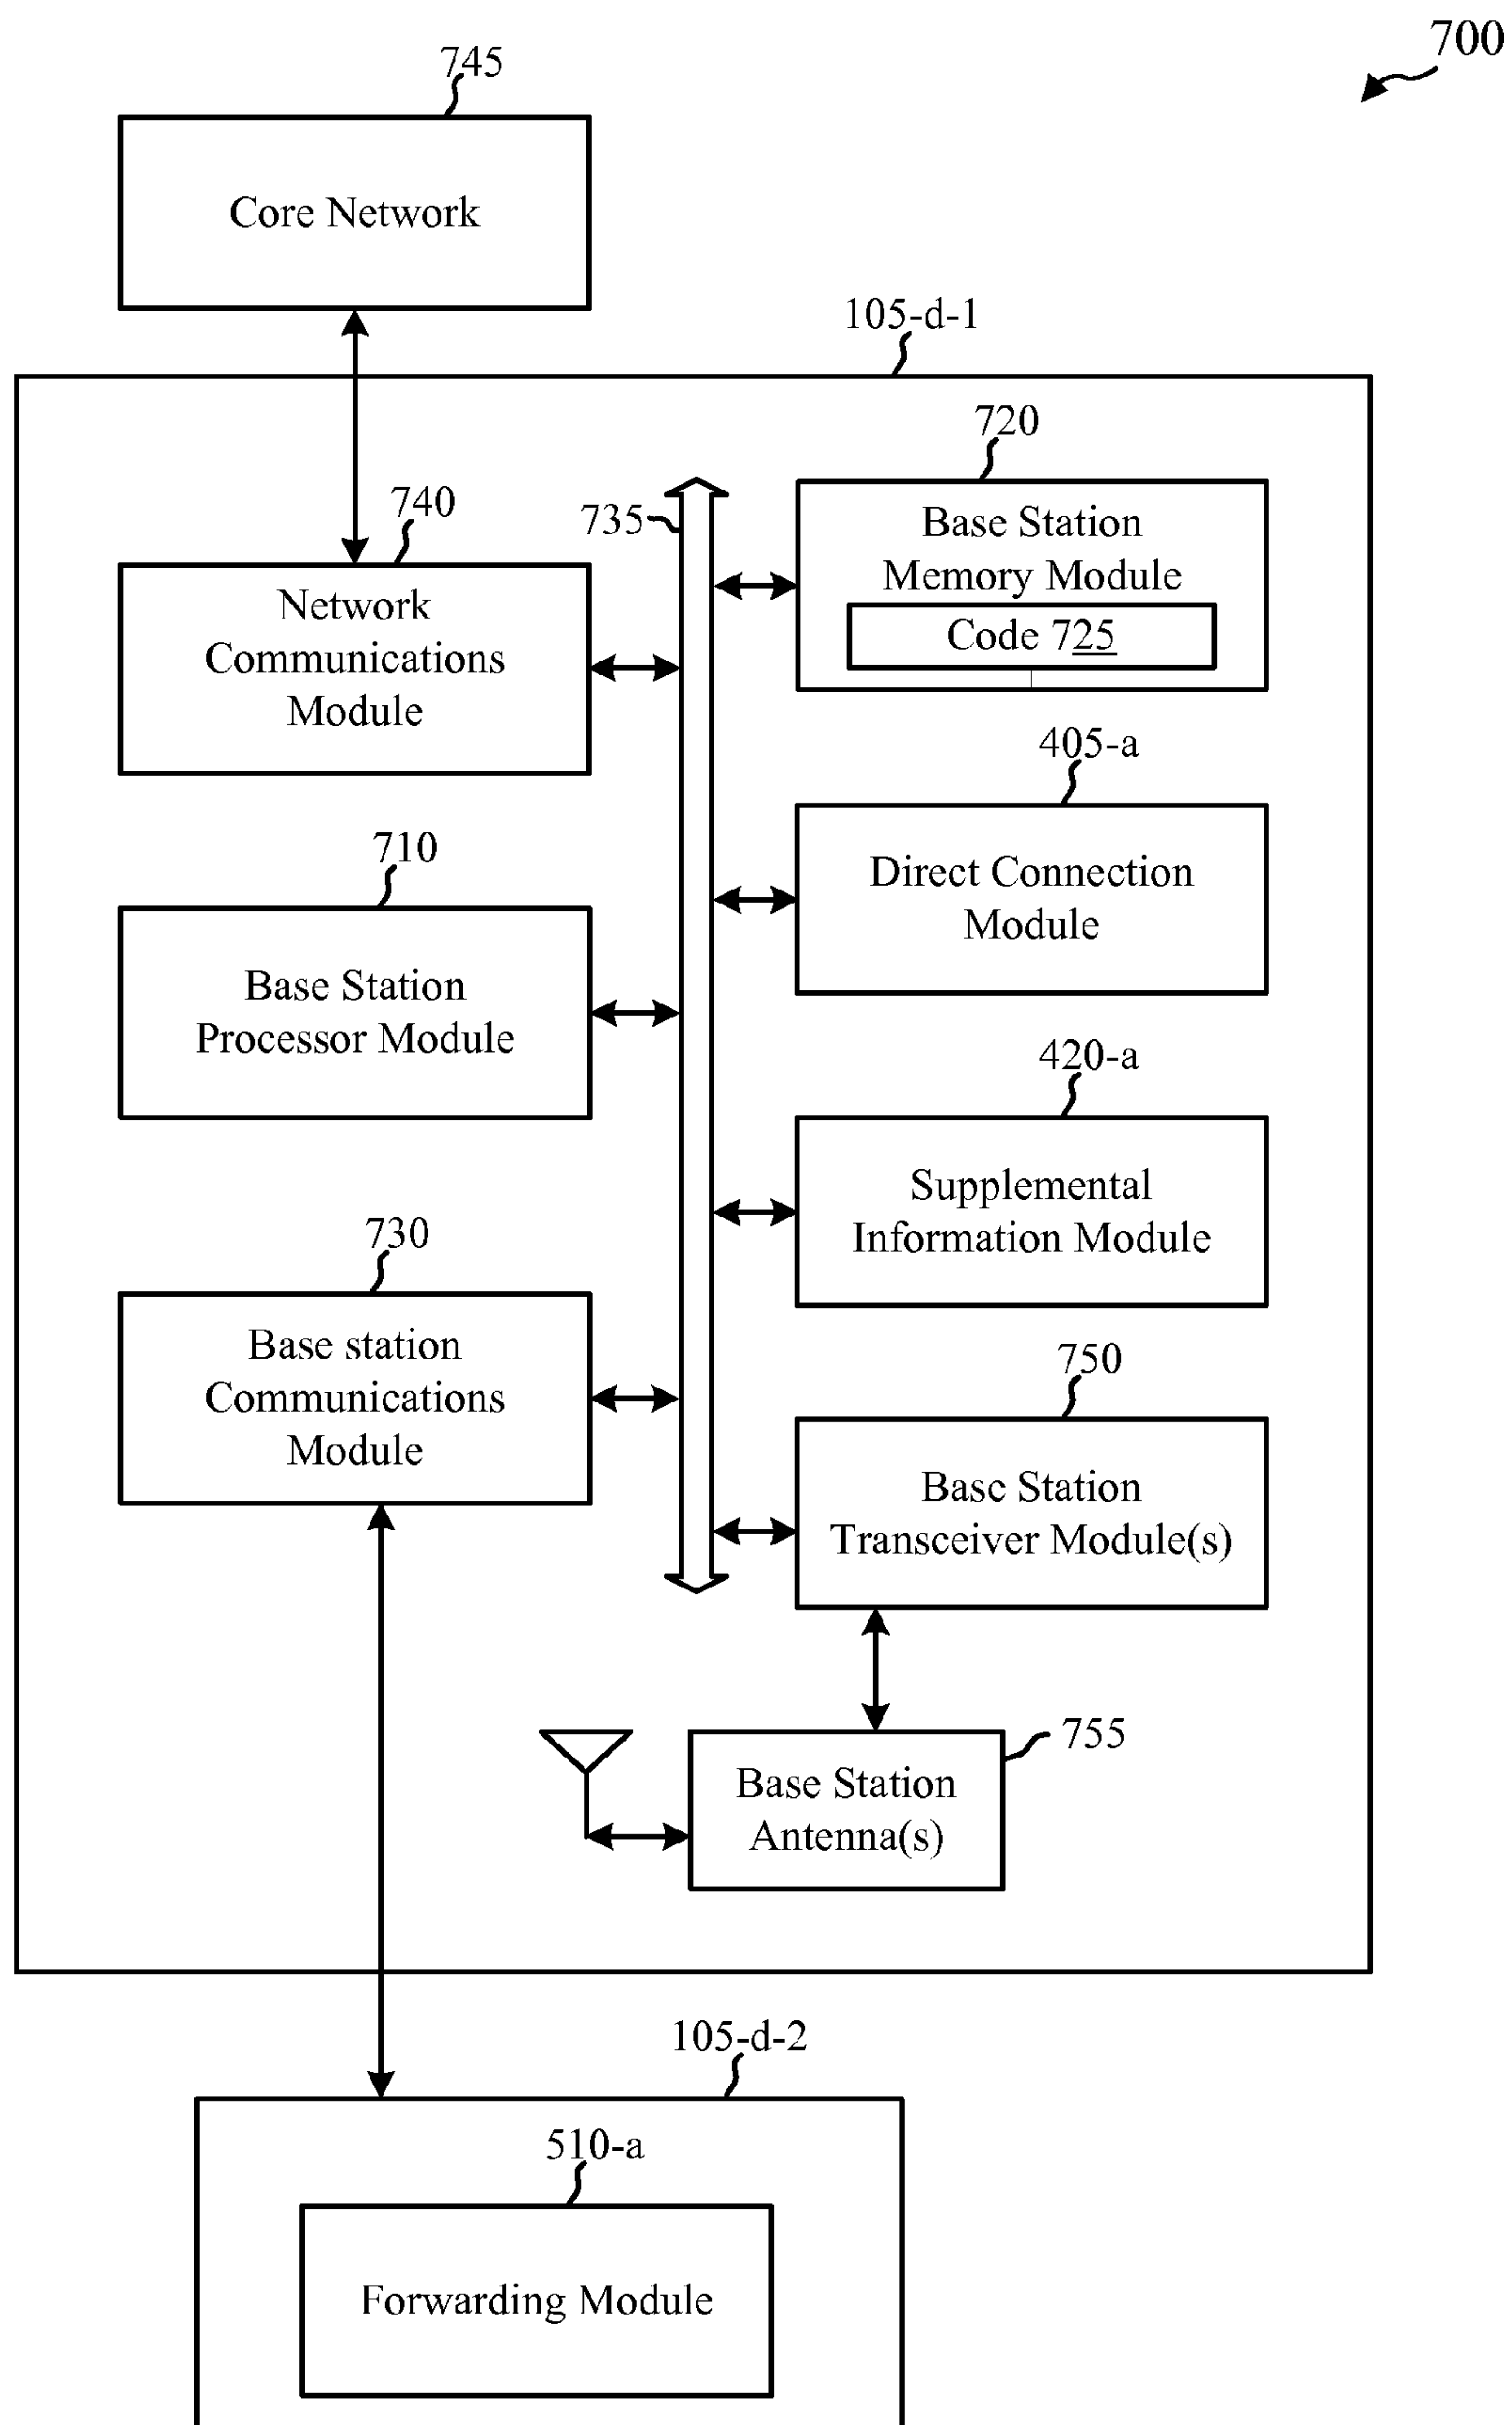 700
745
Core Network
105-d-1
720
740
735
Base Station
Memory Module
Code 725
Network
Communications
Module
405-a
Direct Connection
Module
710
Base Station
Processor Module
420-a
Supplemental
Information Module
730
Base station
Communications
Module
750
Base Station
Transceiver Module(s)
755
Base Station
Antenna(s)
105-d-2
510-a
Forwarding Module